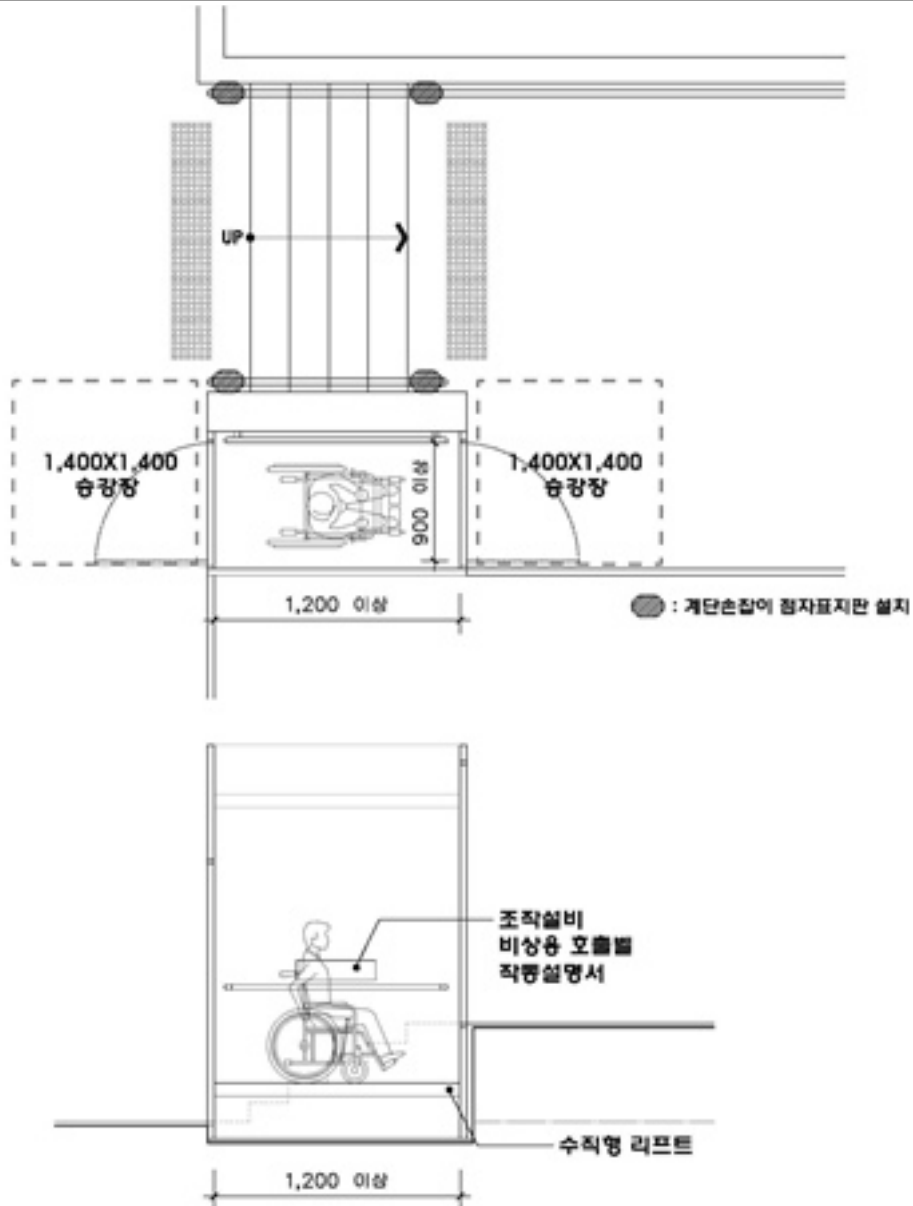 UP
1,400X1,400
승강장
1,400X1,400
승강장
900 이상
1,200 이상
: 계단손잡이 점자표지판 설치
조작설비
비상용 호출벨
작동설명서
수직형 리프트
1,200 이상